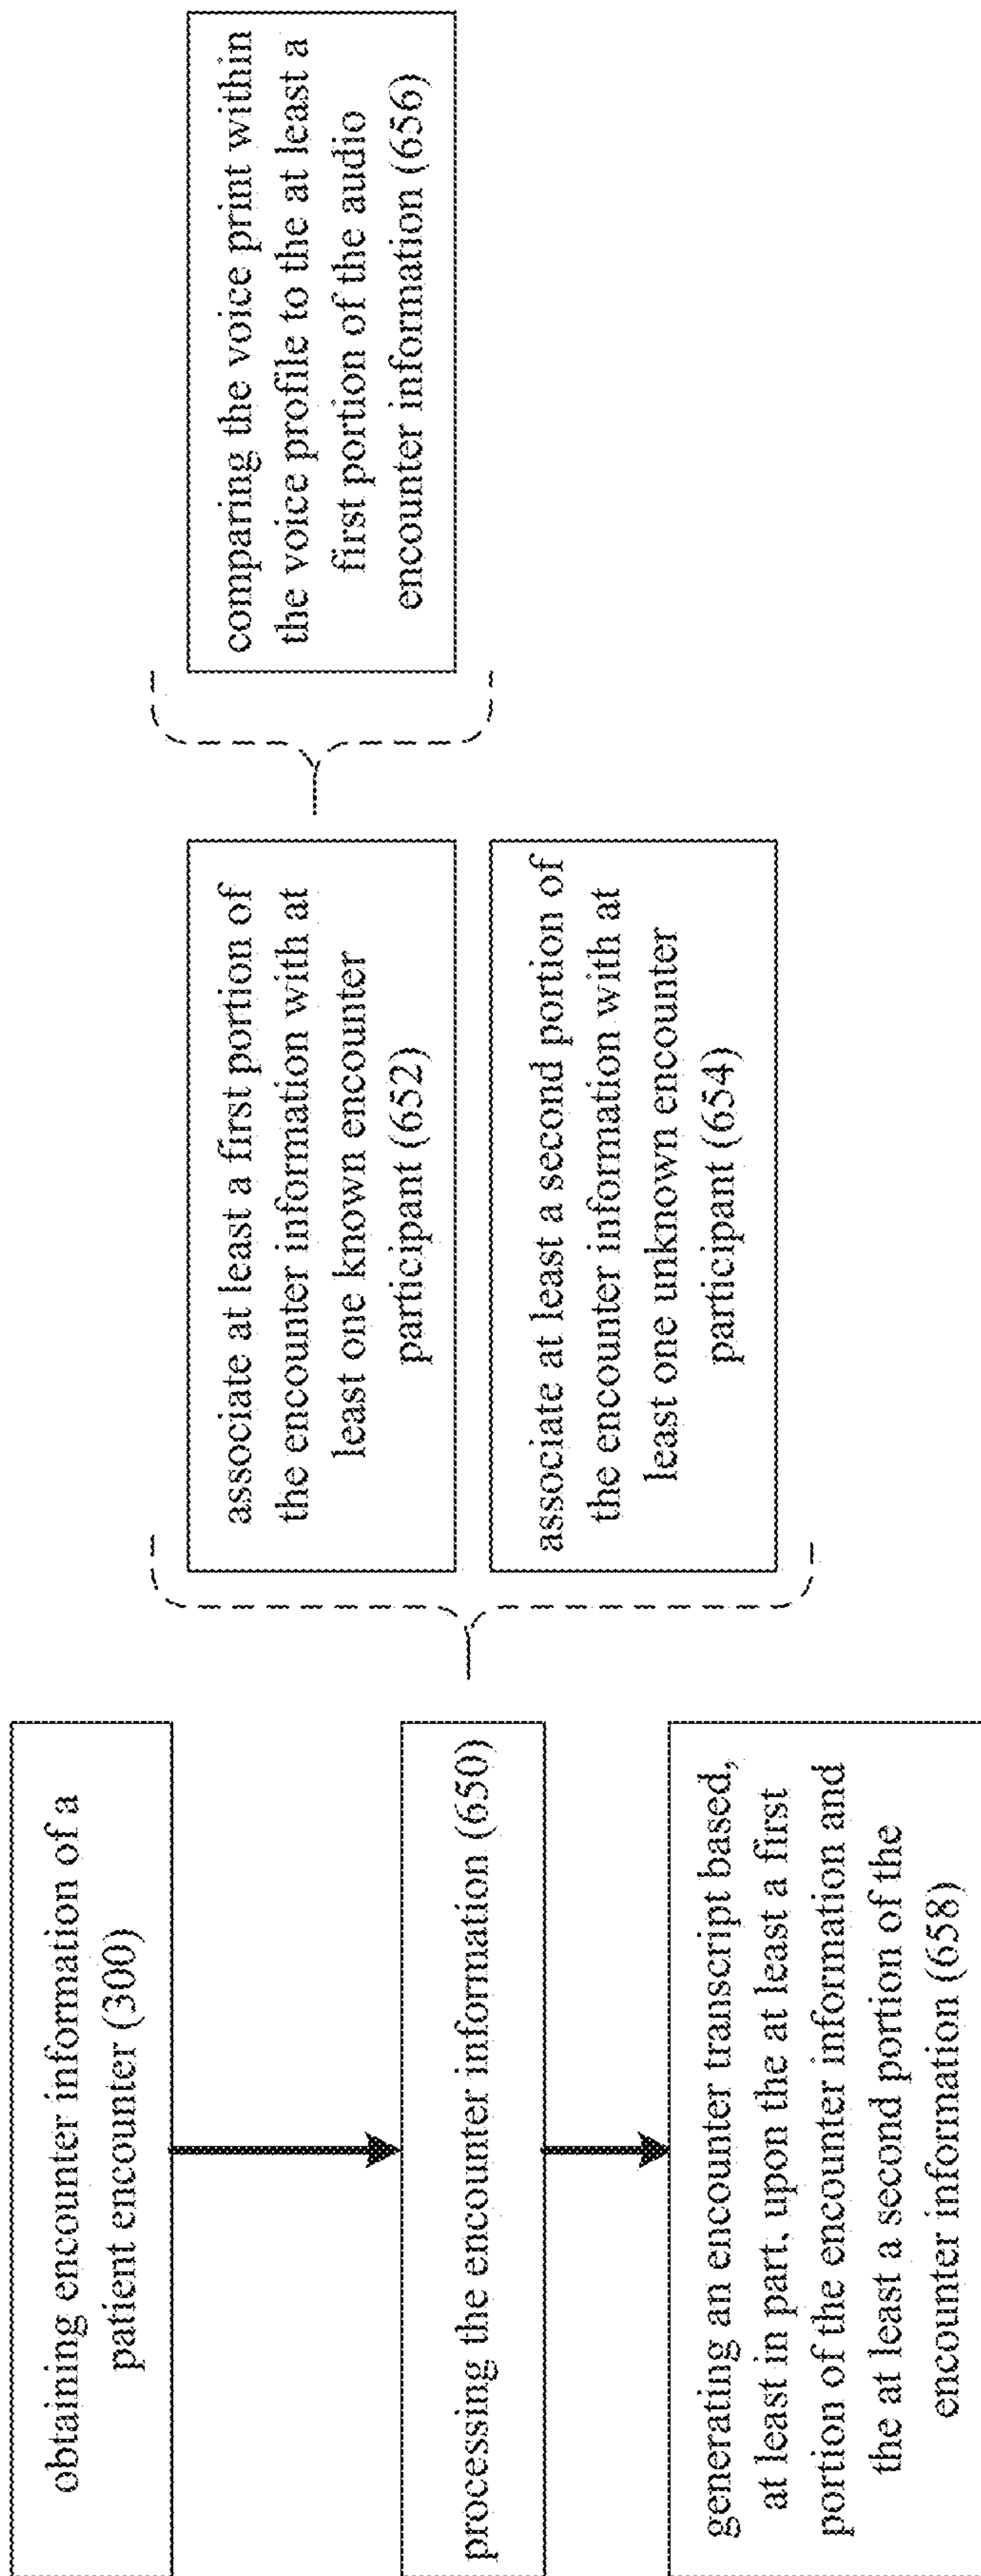 obtaining encounter information of a
patient encounter (300)
processing the encounter information (650)
generating an encounter transcript based,
at least in part, upon the at least a first
portion of the encounter information and
the at least a second portion of the
encounter information (658)
associate at least a first portion of
the encounter information with at
least one known encounter
participant (652)
associate at least a second portion of
the encounter information with at
least one unknown encounter
participant (654)
comparing the voice print within
the voice profile to the at least a
first portion of the audio
encounter information (656)